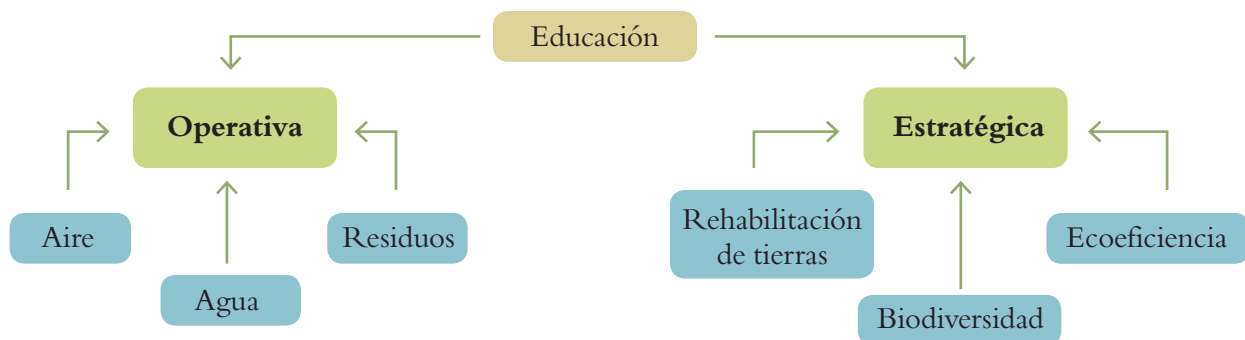 Educación
Operativa
Estratégica
Aire
Residuos
Agua
Rehabilitación
de tierras
Ecoeficiencia
Biodiversidad